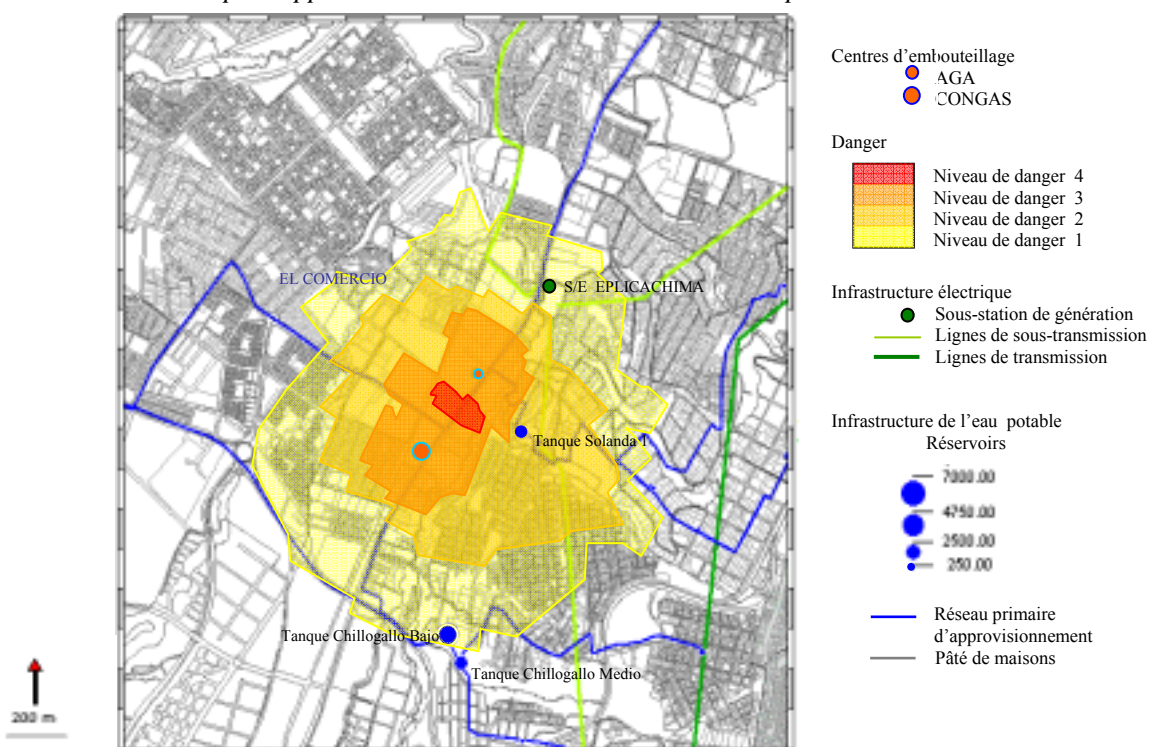 Centres d'embouteillage
AGA
CONGAS
Danger
Niveau de danger 4
Niveau de danger 3
Niveau de danger 2
Niveau de danger 1
EL COMERCIO
S/E EPLICACHIMA
Infrastructure électrique
Sous-station de génération
Lignes de sous-transmission
Lignes de transmission
Infrastructure de l'eau potable
Réservoirs
Tanque Solanda 1
7000.00
4750.00
2500.00
250.00
Réseau primaire
d'approvisionnement
Pâté de maisons
Tanque Chillogallo Bajo
Tanque Chillogallo Medio
200 m